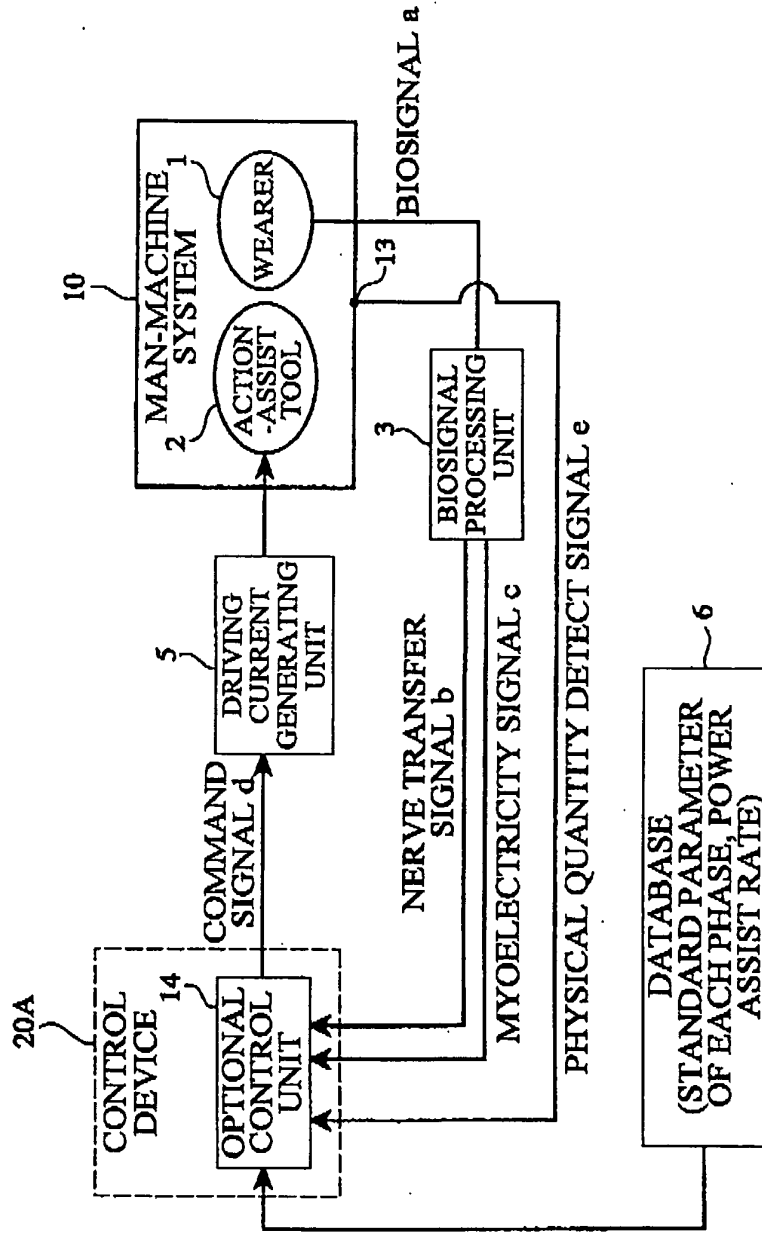 20A
CONTROL
DEVICE
14
OPTIONAL
CONTROL
UNIT
COMMAND
SIGNAL d
5
DRIVING
CURRENT
GENERATING
UNIT
10
MAN-MACHINE
SYSTEM
2
ACTION
-ASSIST
TOOL
1
WEARER
13
BIOSIGNAL a
3
BIOSIGNAL
PROCESSING
UNIT
NERVE TRANSFER
SIGNAL b
MYOELECTRICITY SIGNAL c
PHYSICAL QUANTITY DETECT SIGNAL e
6
DATABASE
(STANDARD PARAMETER
OF EACH PHASE, POWER
ASSIST RATE)